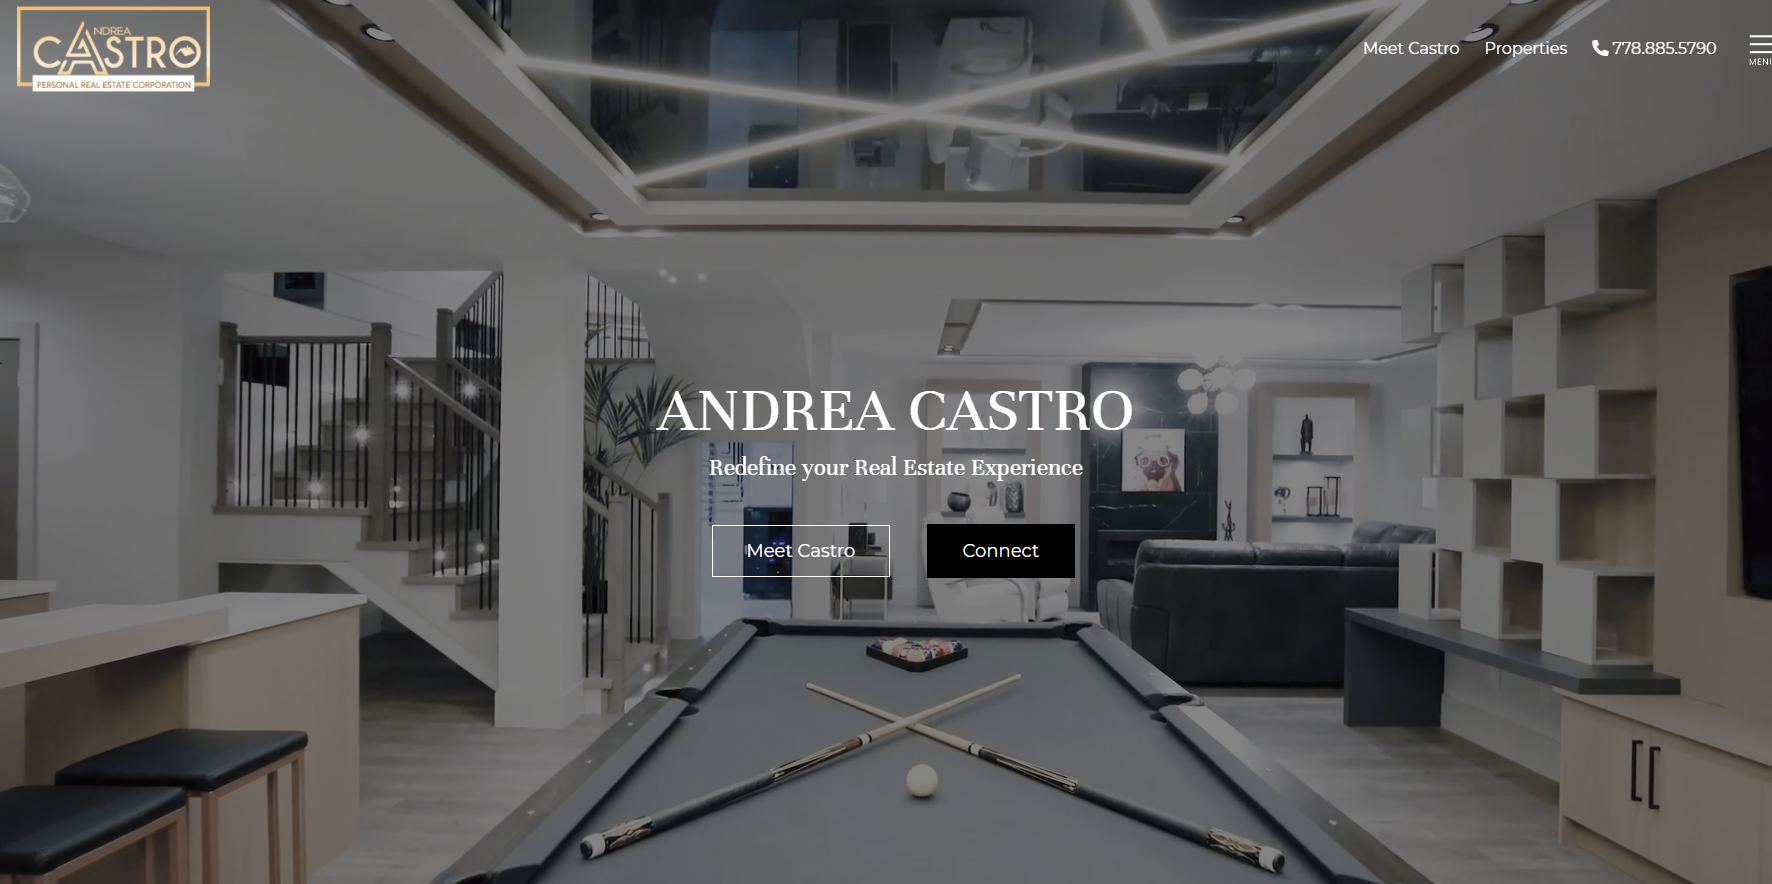 ANDREA
CASTRO
PERSONAL REAL ESTATE CORPORATION
Meet Castro
Properties
778.885.5790
MENU
ANDREA CASTRO
Redefine your Real Estate Experience
Meet Castro
Connect